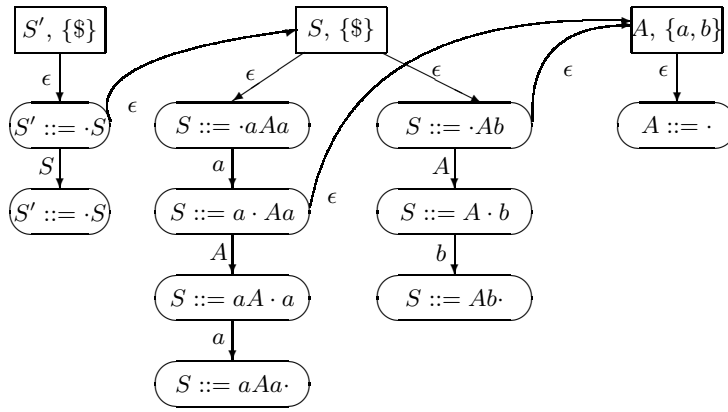 S′, {$}
S, {$}
A, {a, b}
ϵ
ϵ
ϵ
ϵ
ϵ
ϵ
ϵ
S′ ::= ·S
S ::= ·aAa
S ::= ·Ab
A ::= ·
S
a
A
S′ ::= ·S
S ::= a · Aa
S ::= A · b
A
b
S ::= aA · a
S ::= Ab·
a
S ::= aAa·